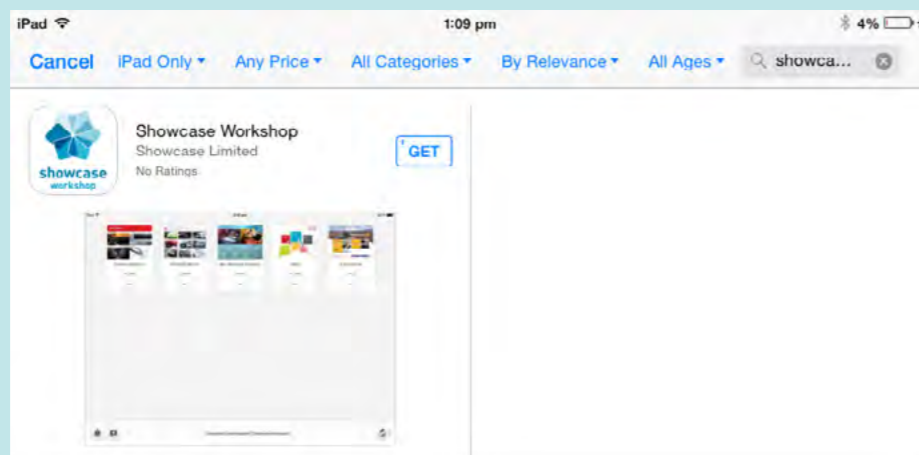 iPad 1:09 pm 4%
Cancel iPad Only ▾ Any Price ▾ All Categories ▾ By Relevance ▾ All Ages ▾ showca...
Showcase Workshop
Showcase Limited
No Ratings
+ GET
showcase
workshop